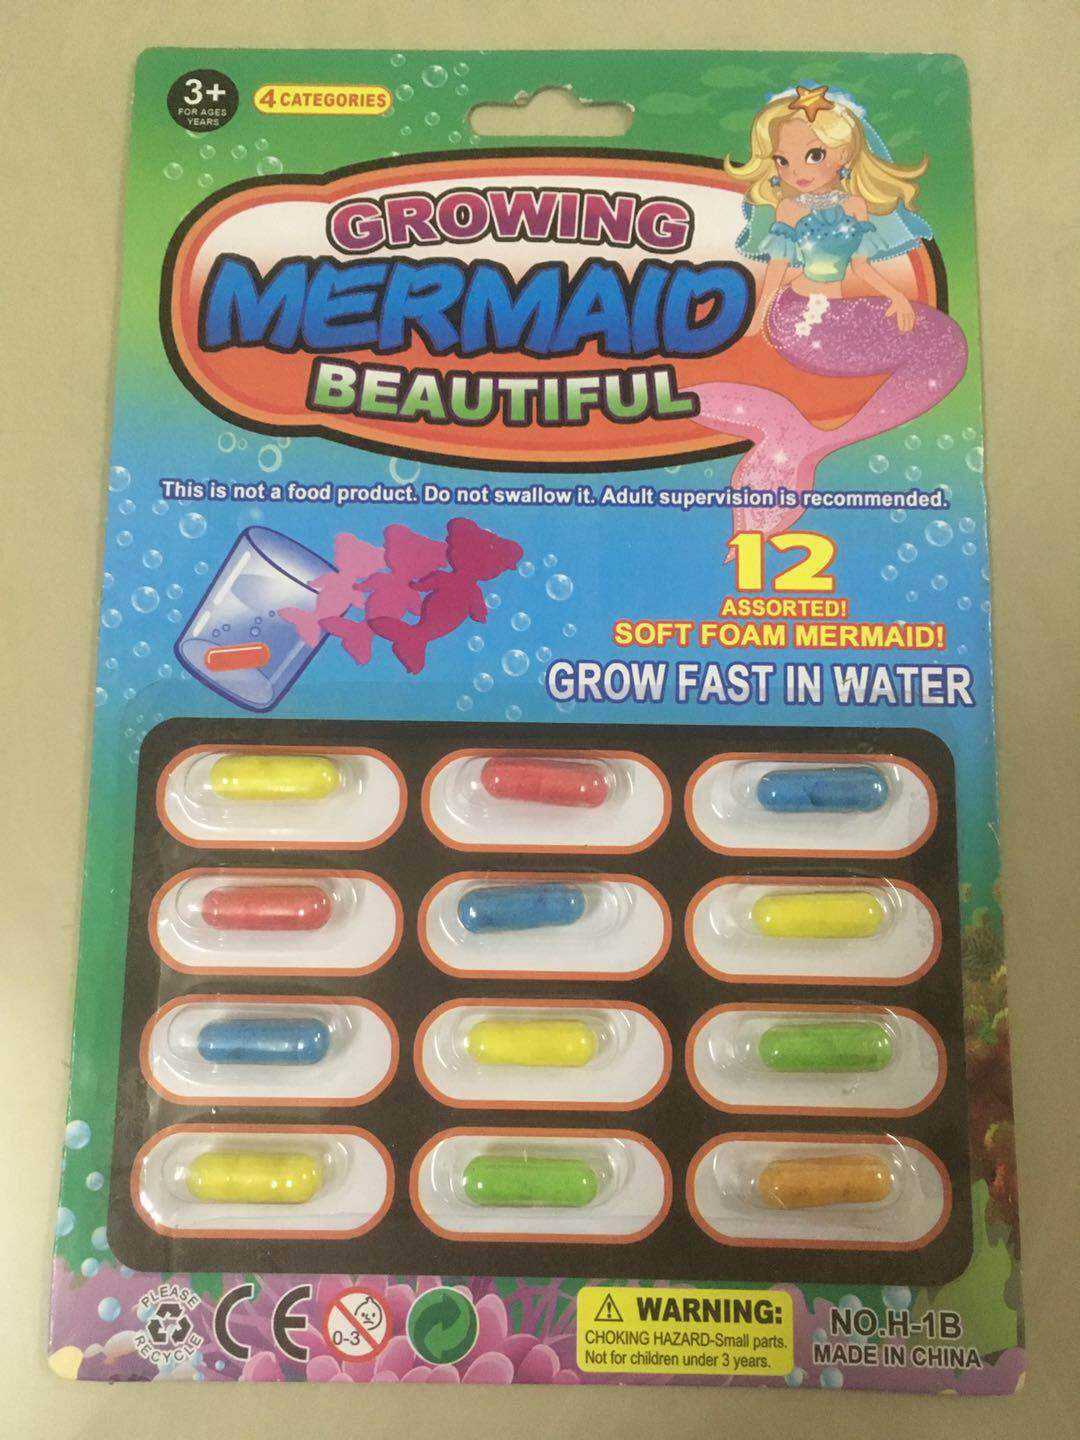 3+
FOR AGES
YEARS
4 CATEGORIES
GROWING
MERMAID
BEAUTIFUL
This is not a food product. Do not swallow it. Adult supervision is recommended.
12
ASSORTED!
SOFT FOAM MERMAID!
GROW FAST IN WATER
PLEASE
RECYCLE
CE
0-3
WARNING:
CHOKING HAZARD-Small parts.
Not for children under 3 years.
NO.H-1B
MADE IN CHINA